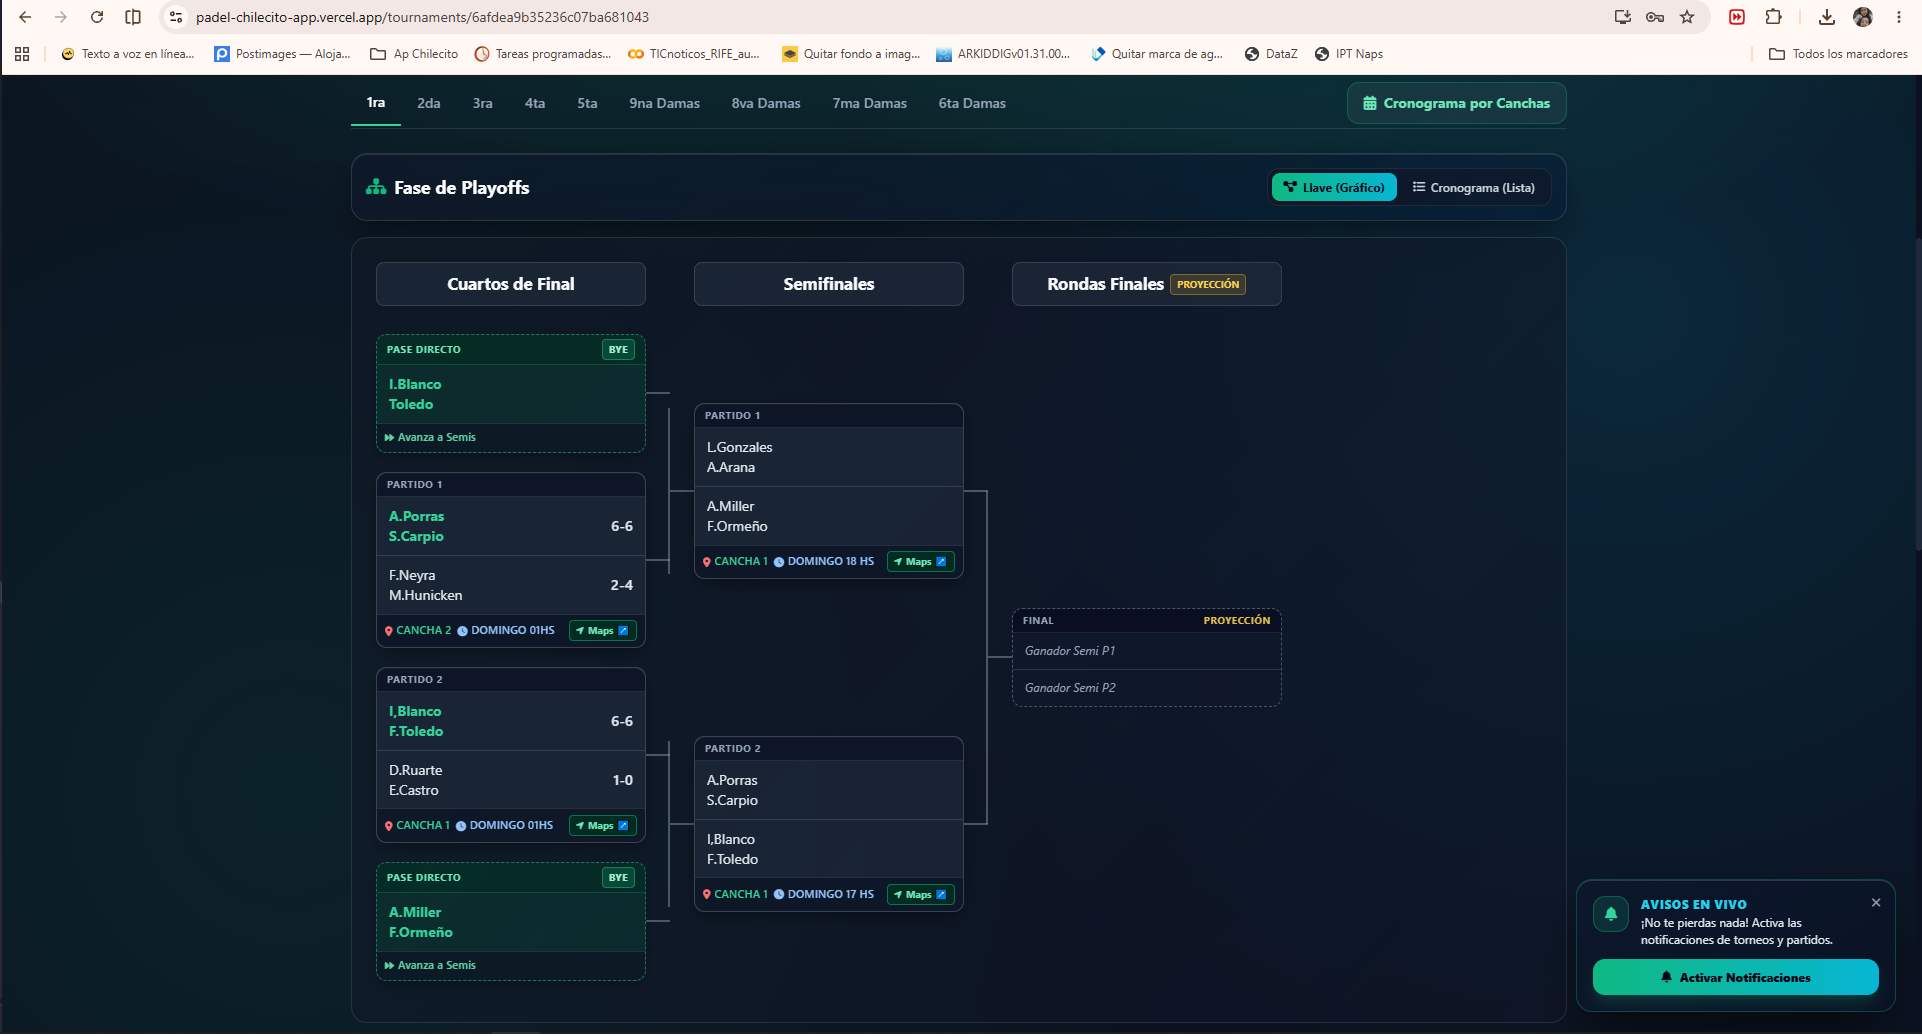 padel-chilecito-app.vercel.app/tournaments/6afdea9b35236c07ba681043
Texto a voz en línea...
Postimages — Aloja...
Ap Chilecito
Tareas programadas...
TICnoticos_RIFE_au...
Quitar fondo a imag...
ARKIDDIGv01.31.00...
Quitar marca de ag...
DataZ
IPT Naps
Todos los marcadores
1ra
2da
3ra
4ta
5ta
9na Damas
8va Damas
7ma Damas
6ta Damas
Cronograma por Canchas
Fase de Playoffs
Llave (Gráfico)
Cronograma (Lista)
Cuartos de Final
PASE DIRECTO
BYE
I.Blanco
Toledo
Avanza a Semis
PARTIDO 1
A.Porras
S.Carpio
6-6
F.Neyra
M.Hunicken
2-4
CANCHA 2 DOMINGO 01HS Maps
PARTIDO 2
I,Blanco
F.Toledo
6-6
D.Ruarte
E.Castro
1-0
CANCHA 1 DOMINGO 01HS Maps
PASE DIRECTO
BYE
A.Miller
F.Ormeño
Avanza a Semis
Semifinales
PARTIDO 1
L.Gonzales
A.Arana
A.Miller
F.Ormeño
CANCHA 1 DOMINGO 18 HS Maps
PARTIDO 2
A.Porras
S.Carpio
I,Blanco
F.Toledo
CANCHA 1 DOMINGO 17 HS Maps
Rondas Finales PROYECCIÓN
FINAL
PROYECCIÓN
Ganador Semi P1
Ganador Semi P2
AVISOS EN VIVO
¡No te pierdas nada! Activa las
notificaciones de torneos y partidos.
Activar Notificaciones